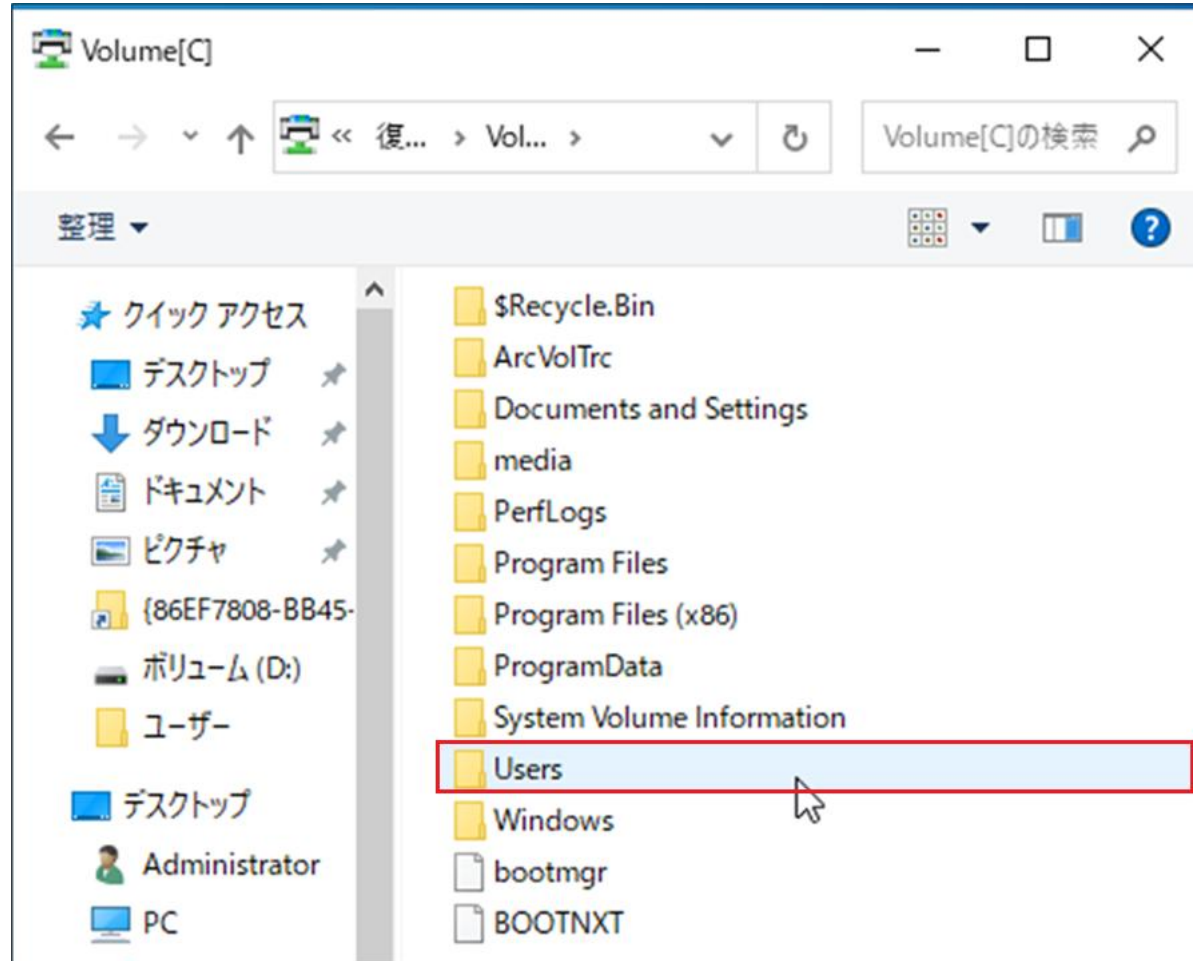 Volume[C]
« 復... › Vol... ›
Volume[C]の検索
整理
クイック アクセス
デスクトップ
ダウンロード
ドキュメント
ピクチャ
{86EF7808-BB45-
ボリューム (D:)
ユーザー
デスクトップ
Administrator
PC
$Recycle.Bin
ArcVolTrc
Documents and Settings
media
PerfLogs
Program Files
Program Files (x86)
ProgramData
System Volume Information
Users
Windows
bootmgr
BOOTNXT